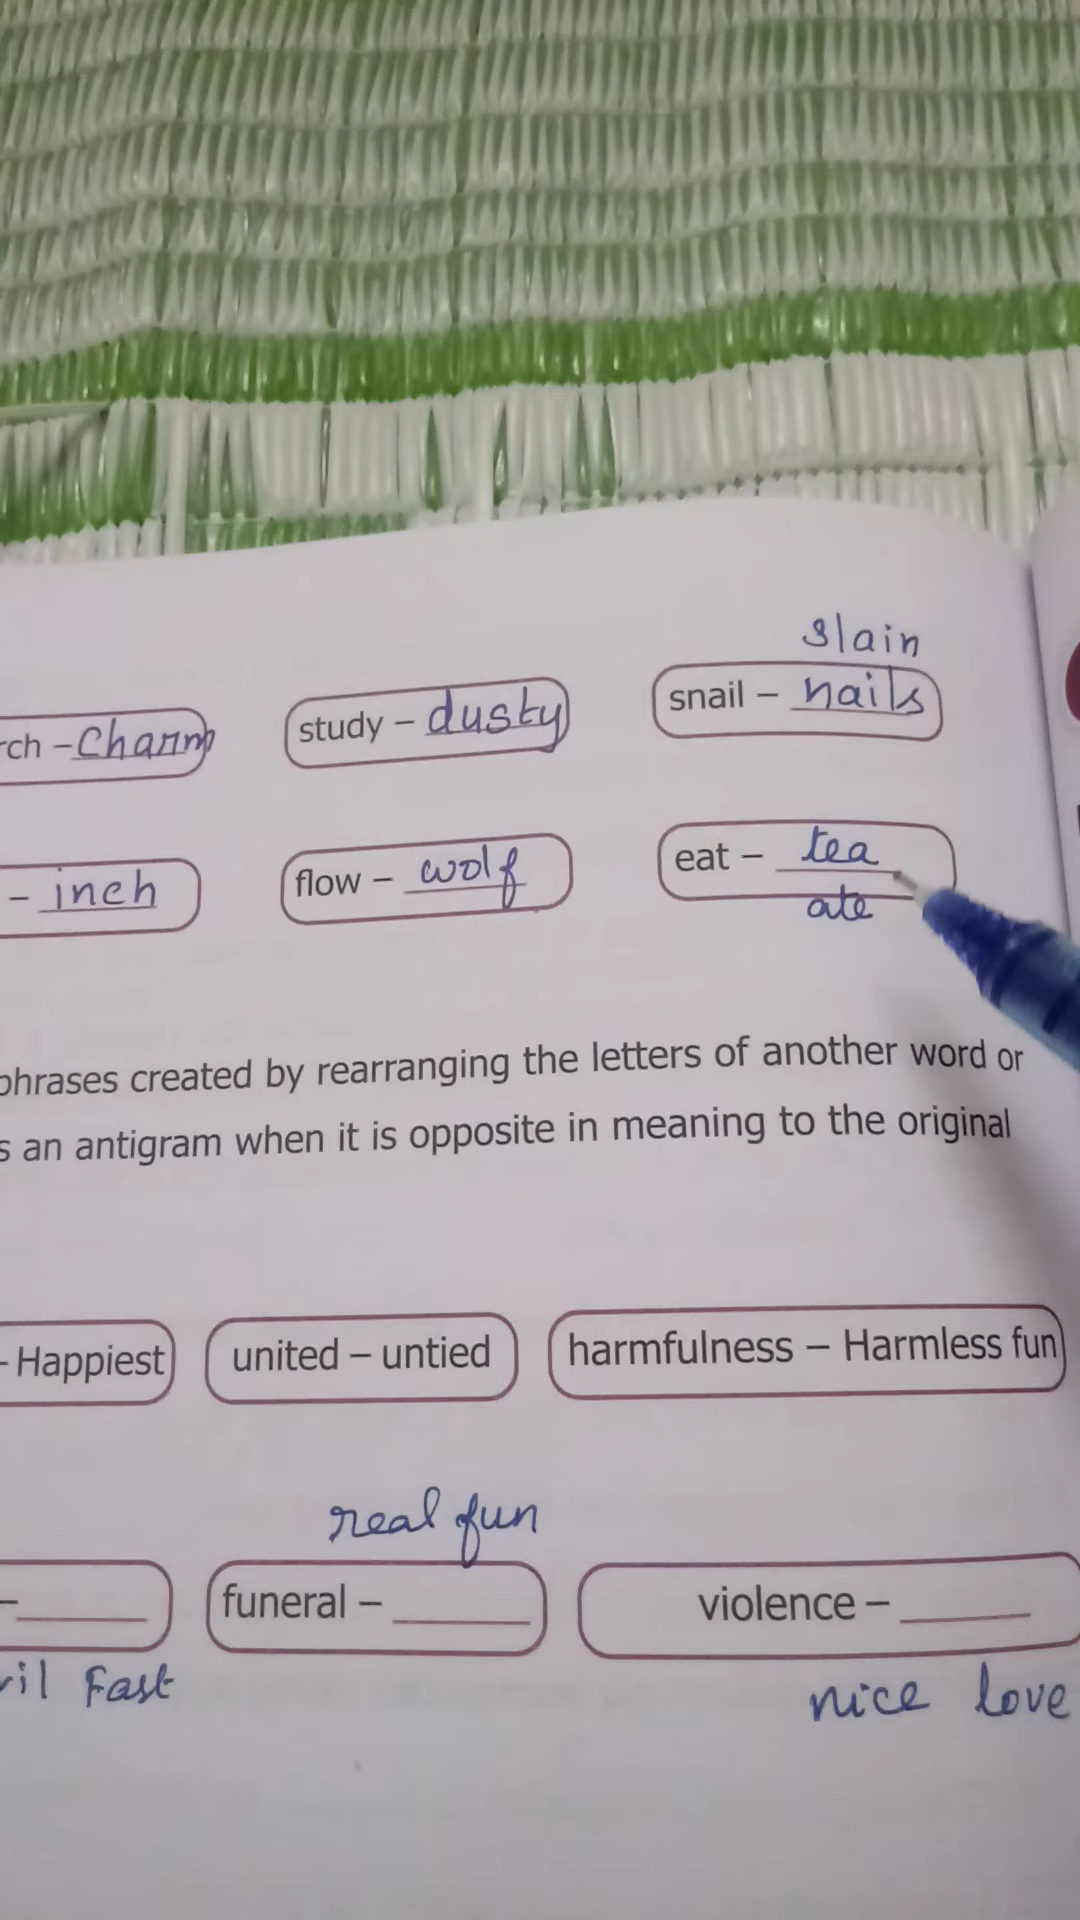 slain
rch – charm
study – dusty
snail – nails
– inch
flow – wolf
eat – tea
ate
phrases created by rearranging the letters of another word or
s an antigram when it is opposite in meaning to the original
– Happiest
united – untied
harmfulness – Harmless fun
real fun
–
funeral –
violence –
vil Fast
nice love